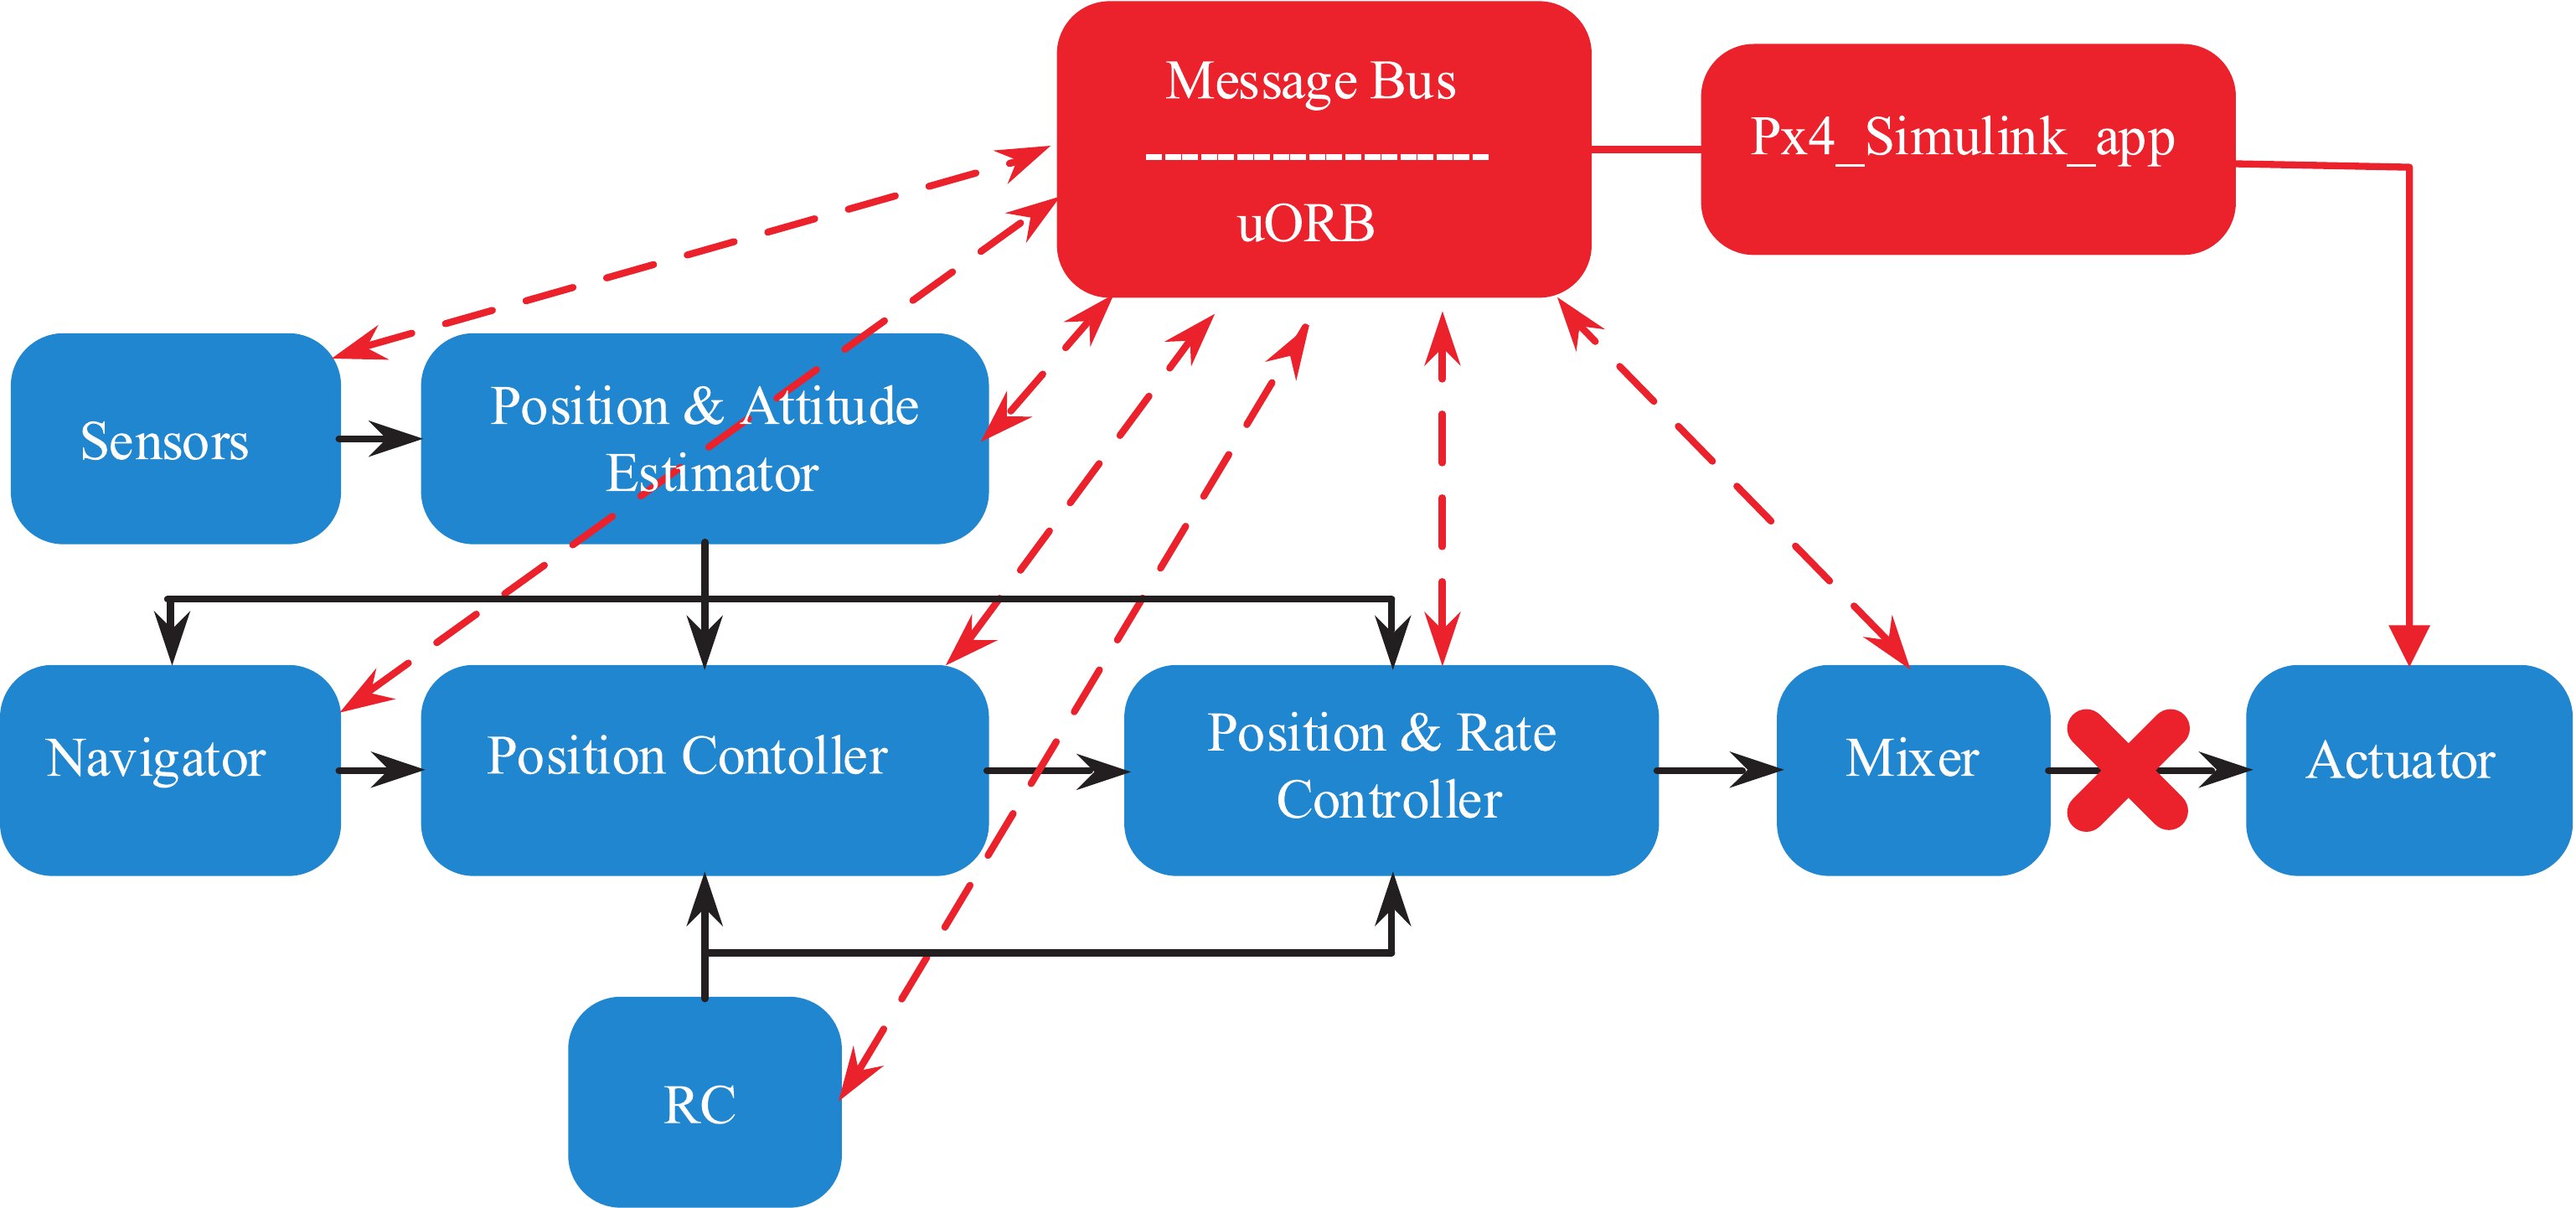 Message Bus
uORB
Px4_Simulink_app
Sensors
Position & Attitude
Estimator
Navigator
Position Contoller
Position & Rate
Controller
Mixer
Actuator
RC